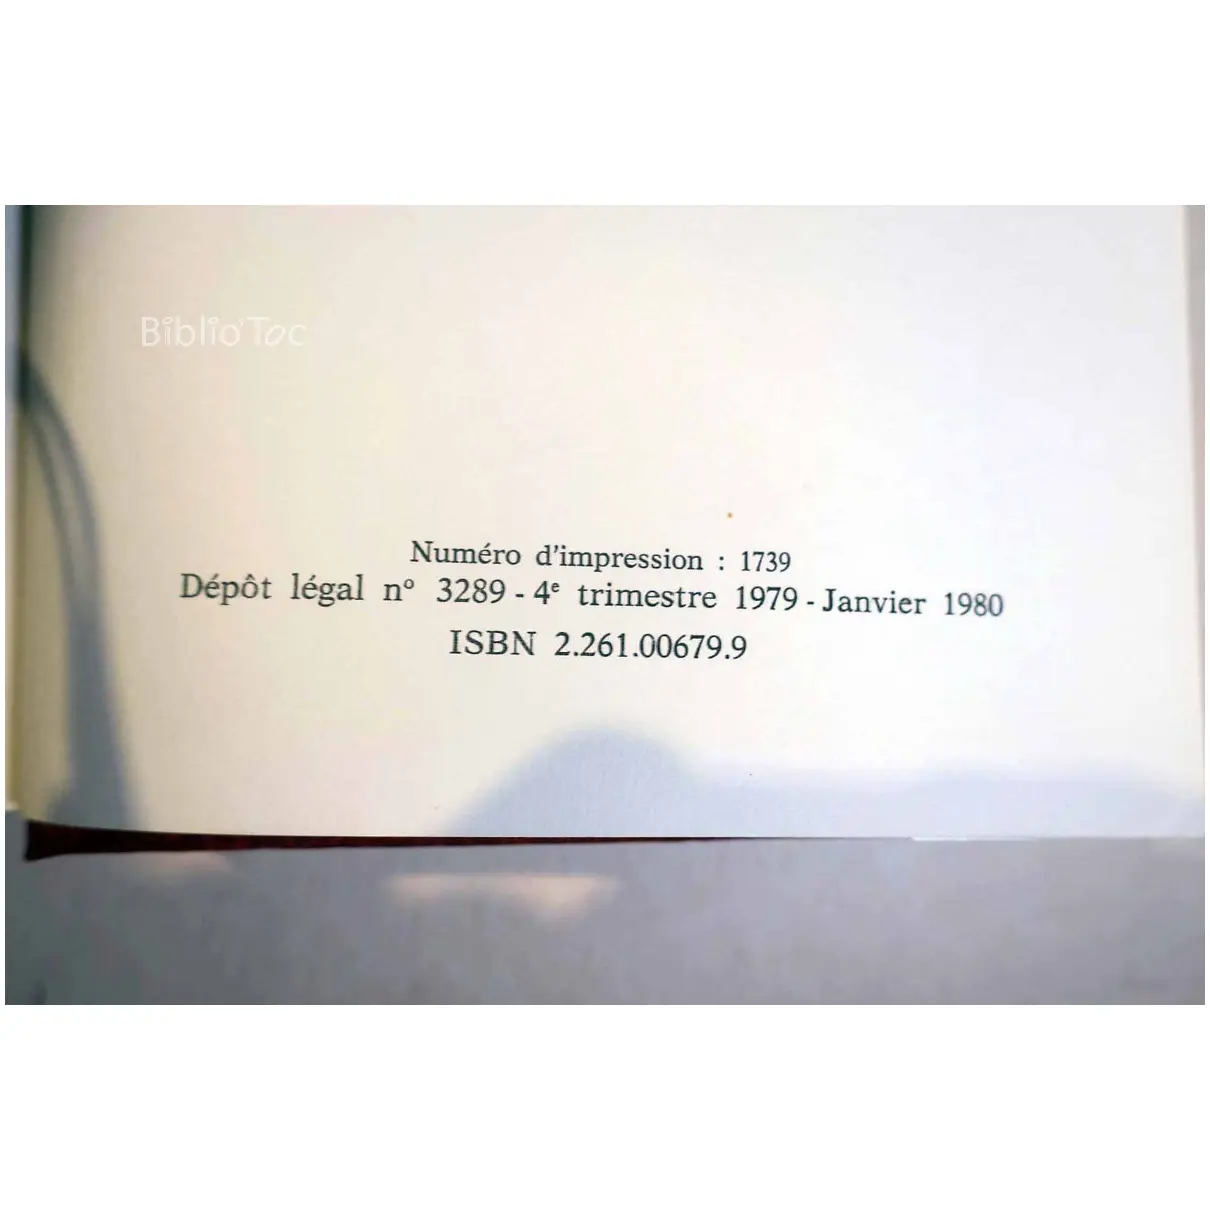 Biblio'Toc
Numéro d'impression : 1739
Dépôt légal n° 3289 - 4e trimestre 1979 - Janvier 1980
ISBN 2.261.00679.9